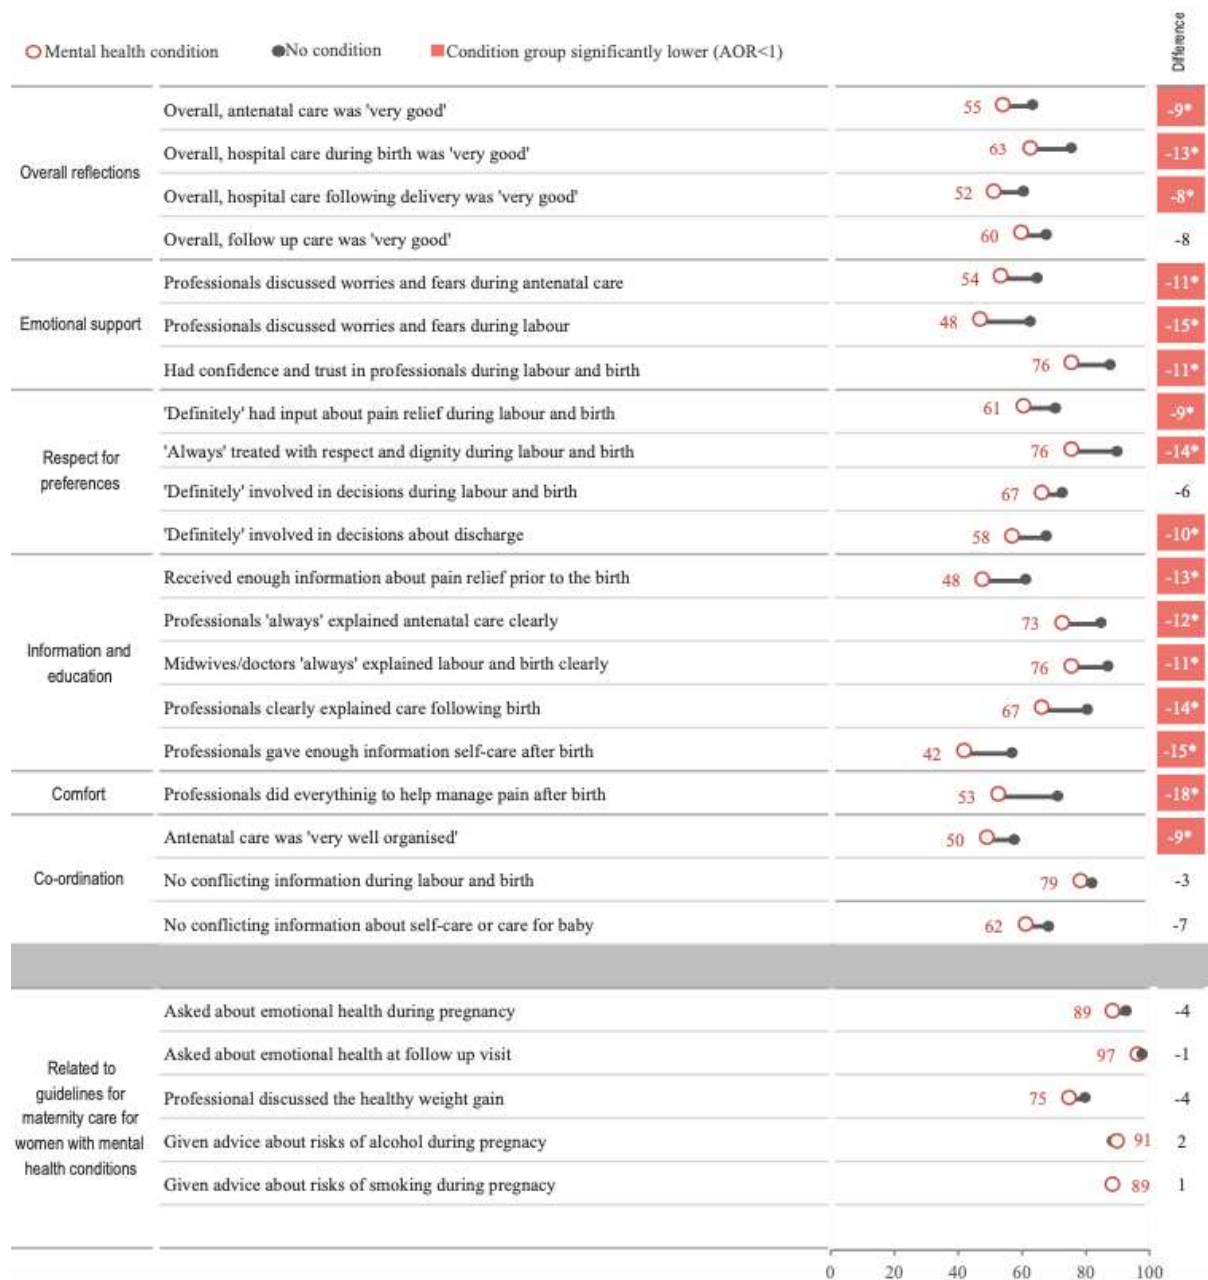 Mental health condition No condition Condition group significantly lower (AOR<1) Difference
Overall reflections
Overall, antenatal care was 'very good' 55 -9*
Overall, hospital care during birth was 'very good' 63 -13*
Overall, hospital care following delivery was 'very good' 52 -8*
Overall, follow up care was 'very good' 60 -8
Emotional support
Professionals discussed worries and fears during antenatal care 54 -11*
Professionals discussed worries and fears during labour 48 -15*
Had confidence and trust in professionals during labour and birth 76 -11*
Respect for
preferences
'Definitely' had input about pain relief during labour and birth 61 -9*
'Always' treated with respect and dignity during labour and birth 76 -14*
'Definitely' involved in decisions during labour and birth 67 -6
'Definitely' involved in decisions about discharge 58 -10*
Information and
education
Received enough information about pain relief prior to the birth 48 -13*
Professionals 'always' explained antenatal care clearly 73 -12*
Midwives/doctors 'always' explained labour and birth clearly 76 -11*
Professionals clearly explained care following birth 67 -14*
Professionals gave enough information self-care after birth 42 -15*
Comfort
Professionals did everythinig to help manage pain after birth 53 -18*
Co-ordination
Antenatal care was 'very well organised' 50 -9*
No conflicting information during labour and birth 79 -3
No conflicting information about self-care or care for baby 62 -7
Related to
guidelines for
maternity care for
women with mental
health conditions
Asked about emotional health during pregnancy 89 -4
Asked about emotional health at follow up visit 97 -1
Professional discussed the healthy weight gain 75 -4
Given advice about risks of alcohol during pregnacy 91 2
Given advice about risks of smoking during pregnacy 89 1
0 20 40 60 80 100